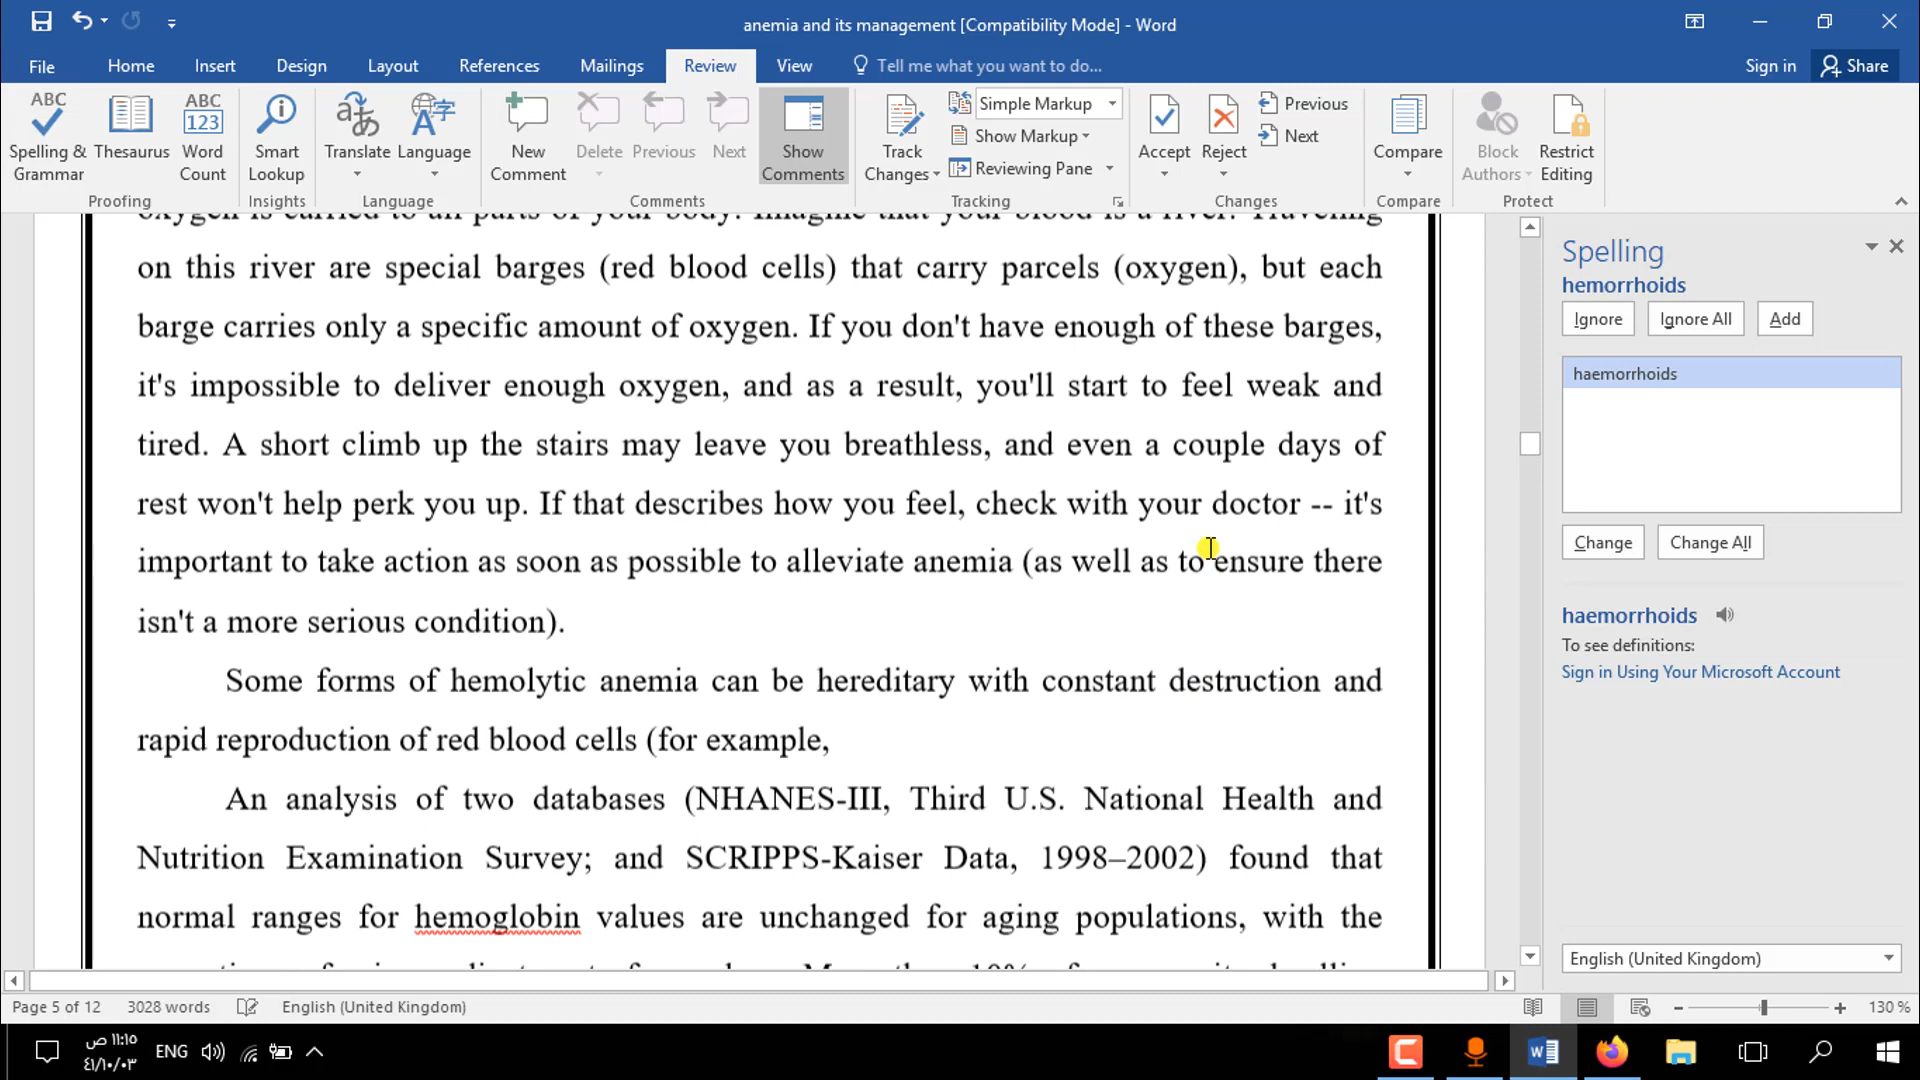 anemia and its management [Compatibility Mode] - Word
File Home Insert Design Layout References Mailings Review View Tell me what you want to do... Sign in Share
ABC
Spelling & Grammar
Thesaurus
ABC 123
Word Count
Proofing
Smart Lookup
Insights
Translate
Language
Language
New Comment
Delete
Previous
Next
Show Comments
Comments
Track Changes
Simple Markup
Show Markup
Reviewing Pane
Tracking
Accept
Reject
Previous
Next
Changes
Compare
Compare
Block Authors
Restrict Editing
Protect
oxygen is carried to all parts of your body. Imagine that your blood is a river. Traveling
on this river are special barges (red blood cells) that carry parcels (oxygen), but each
barge carries only a specific amount of oxygen. If you don't have enough of these barges,
it's impossible to deliver enough oxygen, and as a result, you'll start to feel weak and
tired. A short climb up the stairs may leave you breathless, and even a couple days of
rest won't help perk you up. If that describes how you feel, check with your doctor -- it's
important to take action as soon as possible to alleviate anemia (as well as to ensure there
isn't a more serious condition).
Some forms of hemolytic anemia can be hereditary with constant destruction and
rapid reproduction of red blood cells (for example,
An analysis of two databases (NHANES-III, Third U.S. National Health and
Nutrition Examination Survey; and SCRIPPS-Kaiser Data, 1998–2002) found that
normal ranges for hemoglobin values are unchanged for aging populations, with the
Spelling
hemorrhoids
Ignore Ignore All Add
haemorrhoids
Change Change All
haemorrhoids
To see definitions:
Sign in Using Your Microsoft Account
English (United Kingdom)
Page 5 of 12 3028 words English (United Kingdom) 130 %
١١:١٥ ص
٤١/١٠/٠٣
ENG